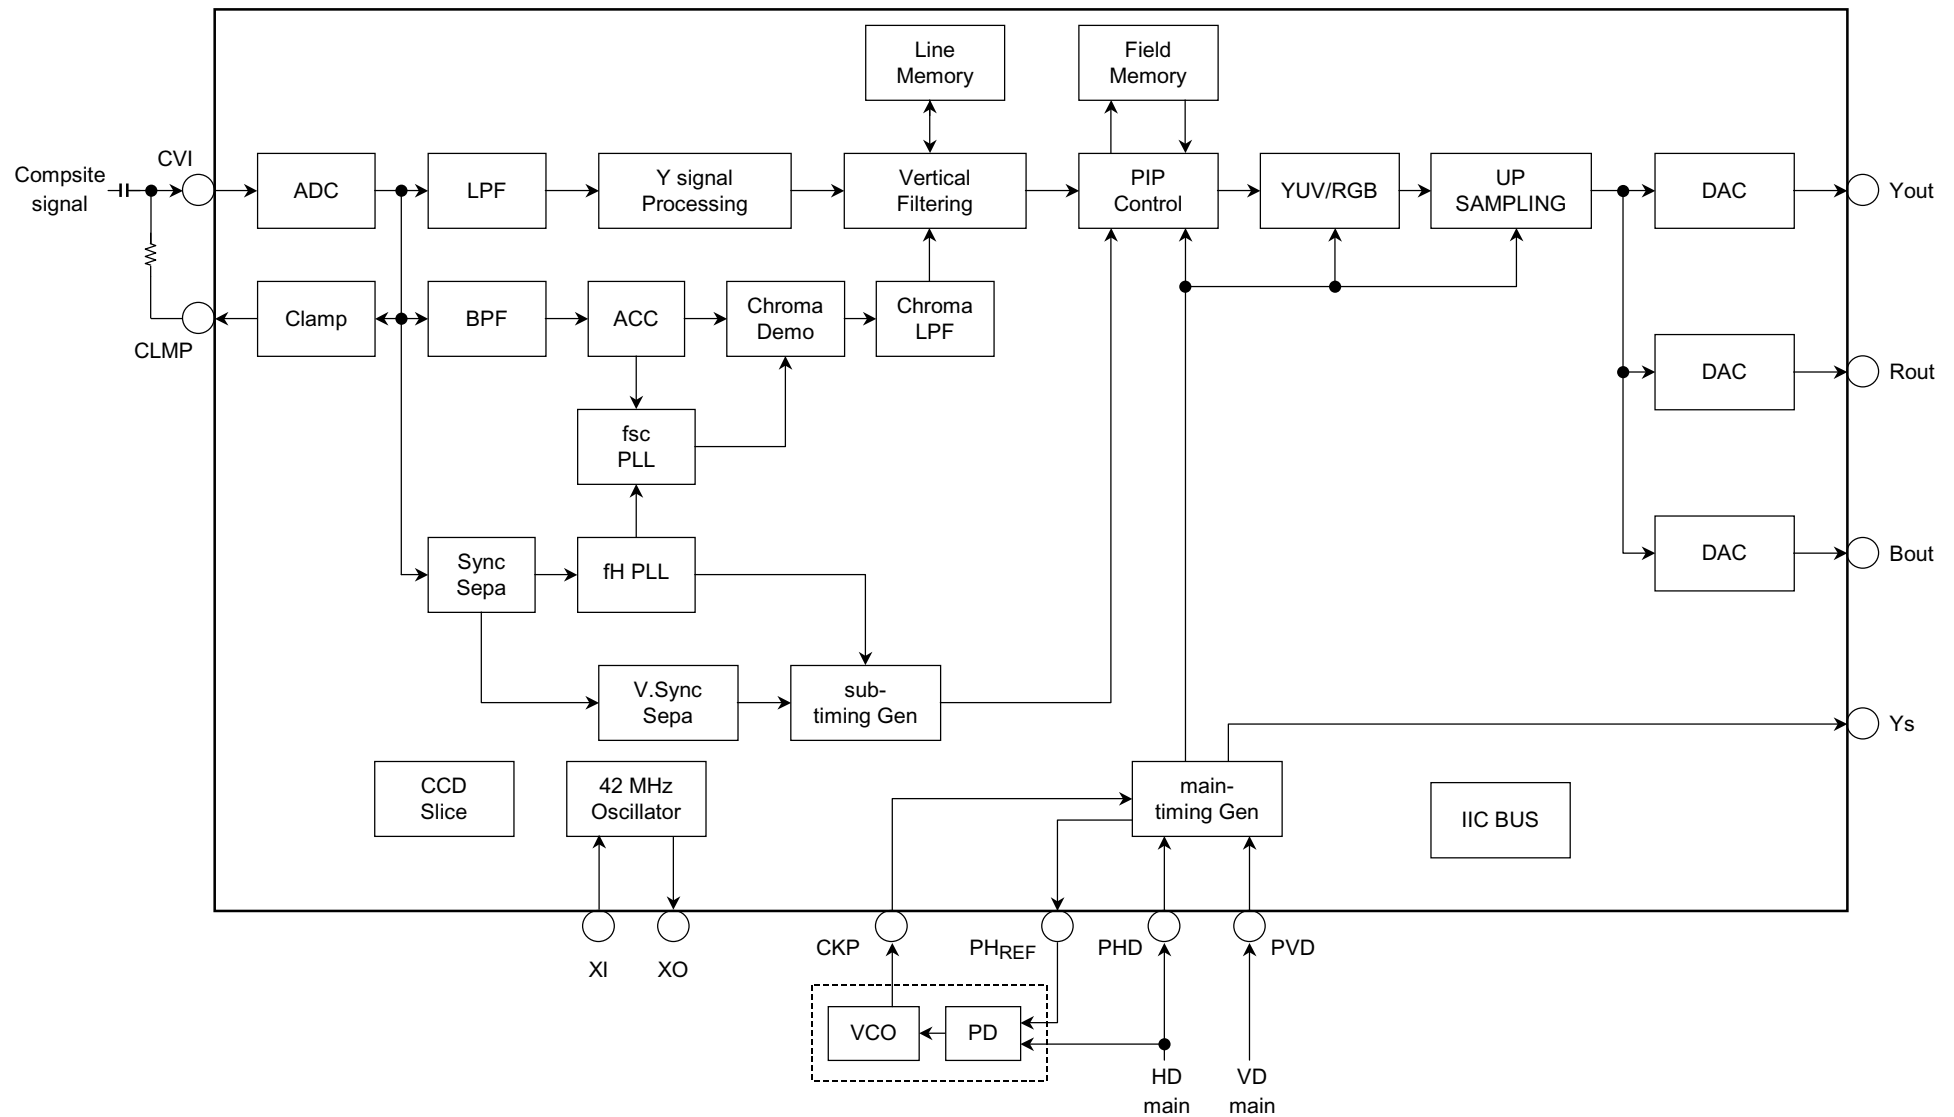 Line
Memory
Field
Memory
CVI
Compsite
signal
ADC
LPF
Y signal
Processing
Vertical
Filtering
PIP
Control
YUV/RGB
UP
SAMPLING
DAC
Yout
CLMP
Clamp
BPF
ACC
Chroma
Demo
Chroma
LPF
DAC
Rout
fsc
PLL
Sync
Sepa
fH PLL
DAC
Bout
V.Sync
Sepa
sub-
timing Gen
Ys
CCD
Slice
42 MHz
Oscillator
main-
timing Gen
IIC BUS
XI
XO
CKP
PHREF
PHD
PVD
VCO
PD
HD
main
VD
main